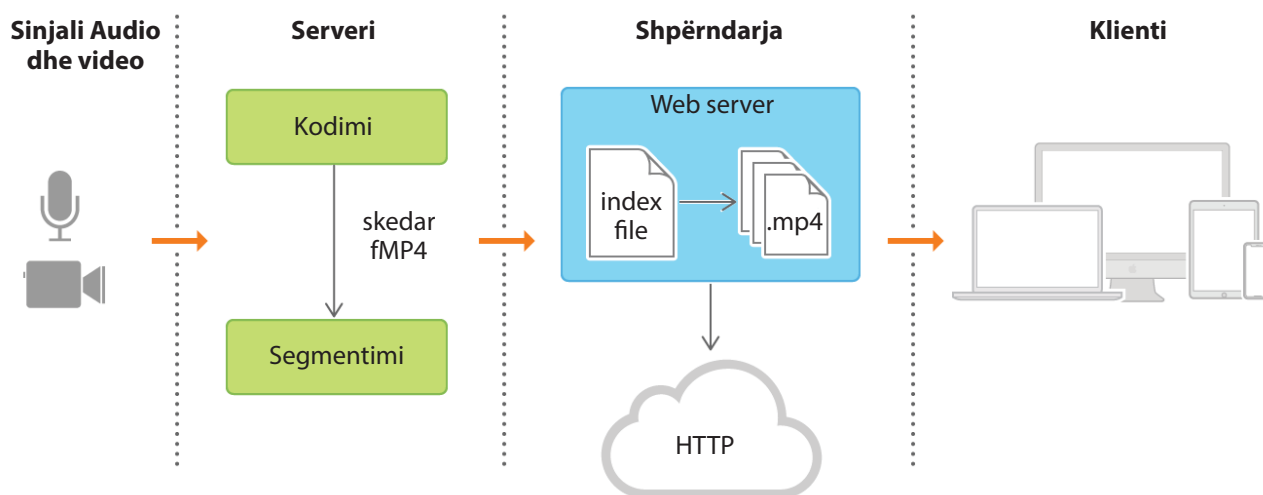 Sinjali Audio
dhe video
Serveri
Shpërndarja
Klienti
Kodimi
skedar
fMP4
Segmentimi
Web server
index
file
.mp4
HTTP